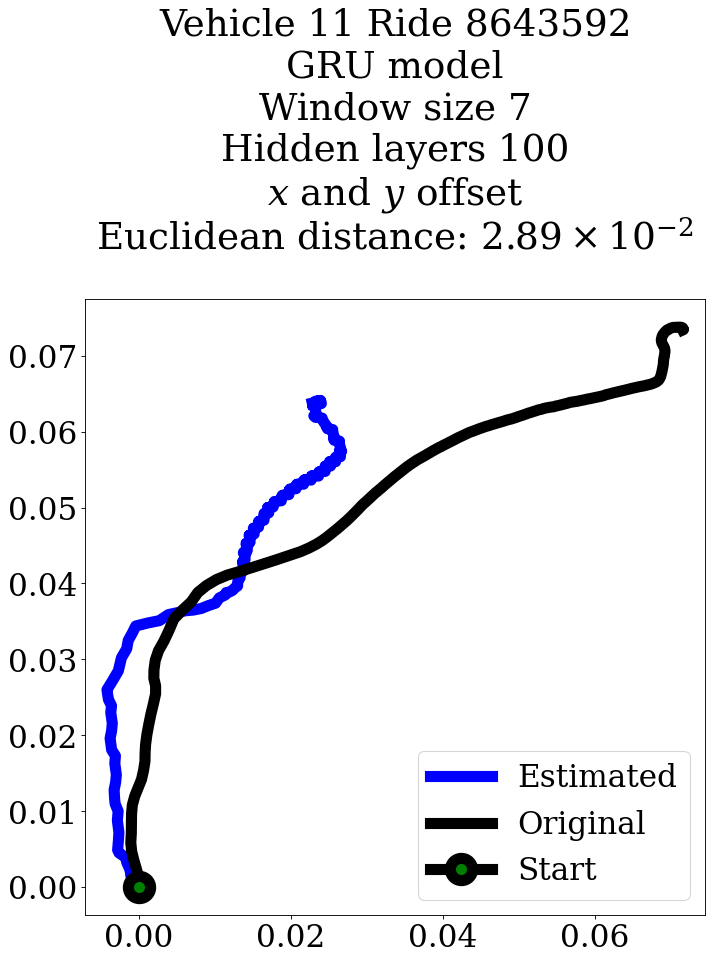 Vehicle 11 Ride 8643592
GRU model
Window size 7
Hidden layers 100
x and y offset
Euclidean distance: 2.89 × 10⁻²
0.07
0.06
0.05
0.04
0.03
0.02
0.01
0.00
Estimated
Original
Start
0.00 0.02 0.04 0.06